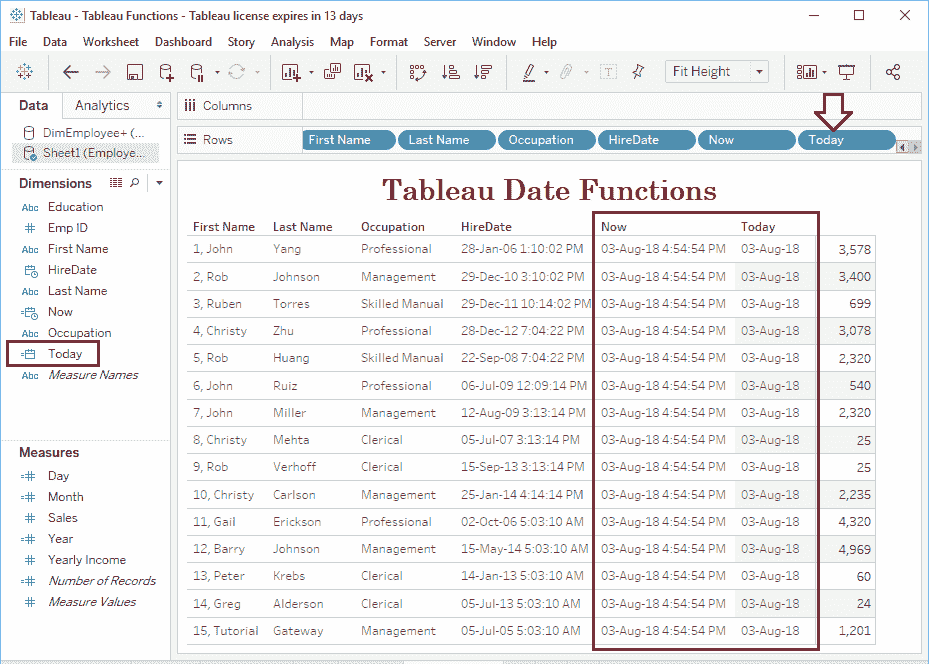 Tableau - Tableau Functions - Tableau license expires in 13 days
File Data Worksheet Dashboard Story Analysis Map Format Server Window Help
Fit Height
Data Analytics
DimEmployee+ (...
Sheet1 (Employe...
Dimensions
Abc Education
Emp ID
Abc First Name
HireDate
Abc Last Name
Now
Abc Occupation
Today
Abc Measure Names
Measures
Day
Month
Sales
Year
Yearly Income
Number of Records
Measure Values
Columns
Rows First Name Last Name Occupation HireDate Now Today
Tableau Date Functions
First Name Last Name Occupation HireDate Now Today
1, John Yang Professional 28-Jan-06 1:10:02 PM 03-Aug-18 4:54:54 PM 03-Aug-18 3,578
2, Rob Johnson Management 29-Dec-10 3:10:02 PM 03-Aug-18 4:54:54 PM 03-Aug-18 3,400
3, Ruben Torres Skilled Manual 29-Dec-11 10:14:02 PM 03-Aug-18 4:54:54 PM 03-Aug-18 699
4, Christy Zhu Professional 28-Dec-12 7:04:22 PM 03-Aug-18 4:54:54 PM 03-Aug-18 3,078
5, Rob Huang Skilled Manual 22-Sep-08 7:04:22 PM 03-Aug-18 4:54:54 PM 03-Aug-18 2,320
6, John Ruiz Professional 06-Jul-09 12:09:14 PM 03-Aug-18 4:54:54 PM 03-Aug-18 540
7, John Miller Management 12-Aug-09 3:13:14 PM 03-Aug-18 4:54:54 PM 03-Aug-18 2,320
8, Christy Mehta Clerical 05-Jul-07 3:13:14 PM 03-Aug-18 4:54:54 PM 03-Aug-18 25
9, Rob Verhoff Clerical 15-Sep-13 3:13:14 PM 03-Aug-18 4:54:54 PM 03-Aug-18 25
10, Christy Carlson Management 25-Jan-14 4:14:14 PM 03-Aug-18 4:54:54 PM 03-Aug-18 2,235
11, Gail Erickson Professional 02-Oct-06 5:03:10 AM 03-Aug-18 4:54:54 PM 03-Aug-18 4,320
12, Barry Johnson Management 15-May-14 5:03:10 AM 03-Aug-18 4:54:54 PM 03-Aug-18 4,969
13, Peter Krebs Clerical 14-Jan-13 5:03:10 AM 03-Aug-18 4:54:54 PM 03-Aug-18 60
14, Greg Alderson Clerical 05-Jul-13 5:03:10 AM 03-Aug-18 4:54:54 PM 03-Aug-18 24
15, Tutorial Gateway Management 05-Jul-05 5:03:10 AM 03-Aug-18 4:54:54 PM 03-Aug-18 1,201